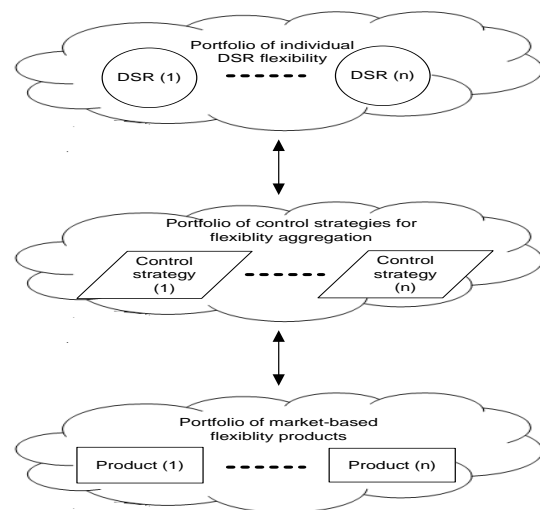 Portfolio of individual
DSR flexibility
DSR (1)
DSR (n)
Portfolio of control strategies for
flexiblity aggregation
Control
strategy
(1)
Control
strategy
(n)
Portfolio of market-based
flexiblity products
Product (1)
Product (n)